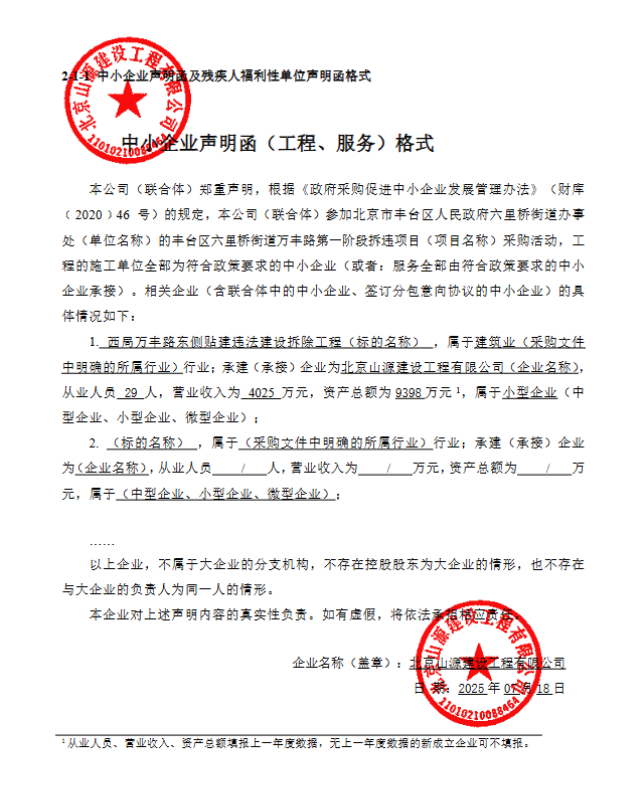 2-1-1 中小企业声明函及残疾人福利性单位声明函格式
北京山源建设工程有限公司
11010210088464
中小企业声明函（工程、服务）格式
本公司（联合体）郑重声明，根据《政府采购促进中小企业发展管理办法》（财库
﹝2020﹞46 号）的规定，本公司（联合体）参加北京市丰台区人民政府六里桥街道办事
处（单位名称）的丰台区六里桥街道万丰路第一阶段拆违项目（项目名称）采购活动，工
程的施工单位全部为符合政策要求的中小企业（或者：服务全部由符合政策要求的中小
企业承接）。相关企业（含联合体中的中小企业、签订分包意向协议的中小企业）的具
体情况如下：
1. 西局万丰路东侧贴建违法建设拆除工程（标的名称） ，属于建筑业（采购文件
中明确的所属行业）行业；承建（承接）企业为北京山源建设工程有限公司（企业名称），
从业人员 29 人，营业收入为 4025 万元，资产总额为 9398 万元¹，属于小型企业（中
型企业、小型企业、微型企业）；
2. （标的名称） ，属于（采购文件中明确的所属行业）行业；承建（承接）企业
为（企业名称），从业人员 / 人，营业收入为 / 万元，资产总额为 / 万
元，属于（中型企业、小型企业、微型企业）；
……
以上企业，不属于大企业的分支机构，不存在控股股东为大企业的情形，也不存在
与大企业的负责人为同一人的情形。
本企业对上述声明内容的真实性负责。如有虚假，将依法承担相应责任。
企业名称（盖章）：北京山源建设工程有限公司
日 期：2025 年 07 月 18 日
北京山源建设工程有限公司
11010210088464
¹ 从业人员、营业收入、资产总额填报上一年度数据，无上一年度数据的新成立企业可不填报。